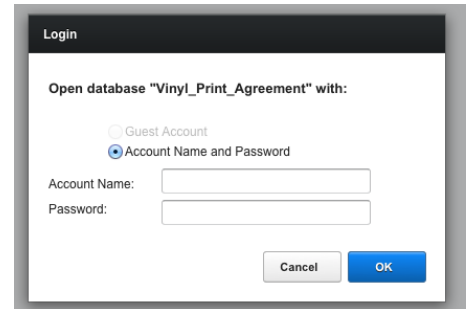 Login
Open database "Vinyl_Print_Agreement" with:
Guest Account
Account Name and Password
Account Name:
Password:
Cancel OK